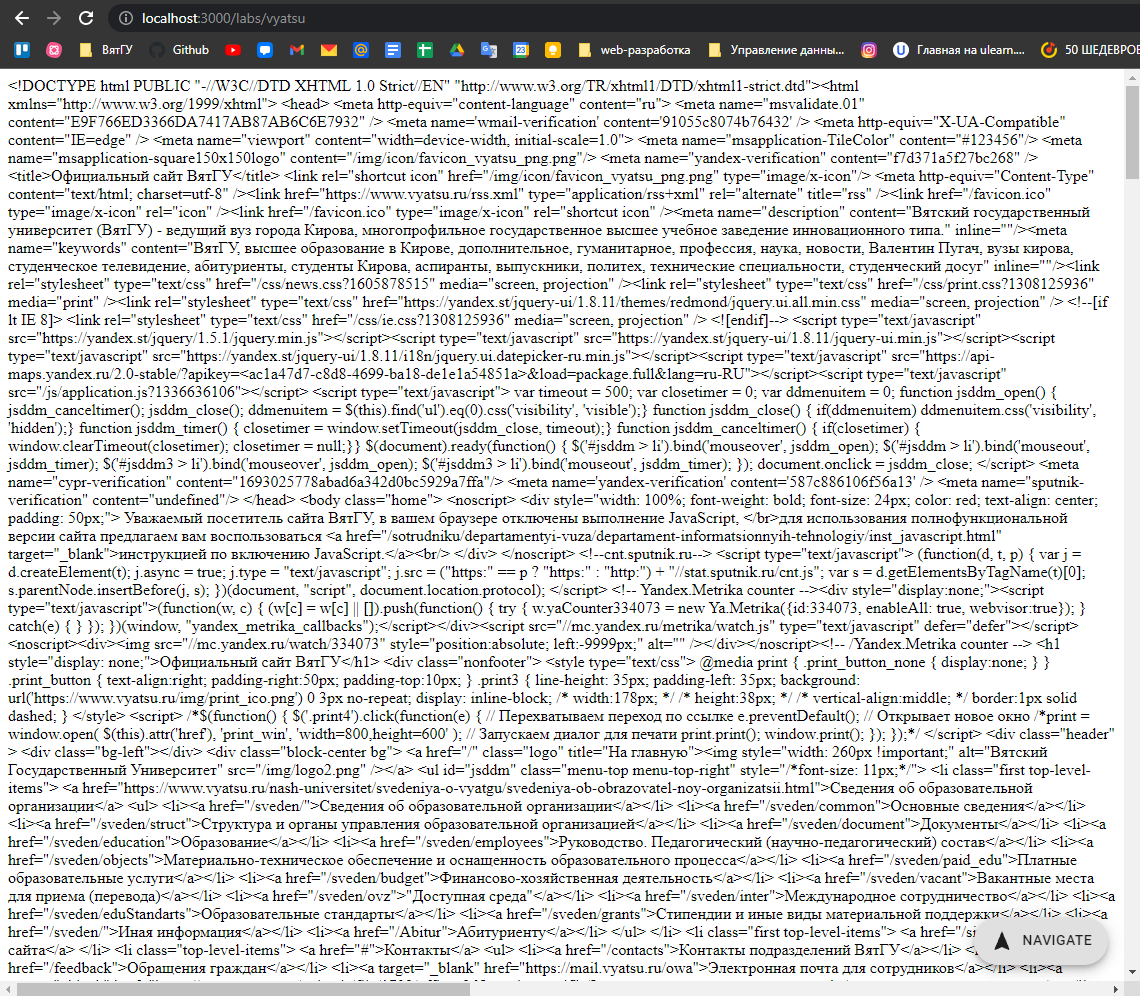 localhost:3000/labs/vyatsu
ВятГУ Github web-разработка Управление данны... Главная на ulearn.... 50 ШЕДЕВРОВ
<!DOCTYPE html PUBLIC "-//W3C//DTD XHTML 1.0 Strict//EN" "http://www.w3.org/TR/xhtml1/DTD/xhtml1-strict.dtd"><html
xmlns="http://www.w3.org/1999/xhtml"> <head> <meta http-equiv="content-language" content="ru"> <meta name="msvalidate.01"
content="E9F766ED3366DA7417AB87AB6C6E7932" /> <meta name='wmail-verification' content='91055c8074b76432' /> <meta http-equiv="X-UA-Compatible"
content="IE=edge" /> <meta name="viewport" content="width=device-width, initial-scale=1.0"> <meta name="msapplication-TileColor" content="#123456"/> <meta
name="msapplication-square150x150logo" content="/img/icon/favicon_vyatsu_png.png"/> <meta name="yandex-verification" content="f7d371a5f27bc268" />
<title>Официальный сайт ВятГУ</title> <link rel="shortcut icon" href="/img/icon/favicon_vyatsu_png.png" type="image/x-icon"/> <meta http-equiv="Content-Type"
content="text/html; charset=utf-8" /><link href="https://www.vyatsu.ru/rss.xml" type="application/rss+xml" rel="alternate" title="rss" /><link href="/favicon.ico"
type="image/x-icon" rel="icon" /><link href="/favicon.ico" type="image/x-icon" rel="shortcut icon" /><meta name="description" content="Вятский государственный
университет (ВятГУ) - ведущий вуз города Кирова, многопрофильное государственное высшее учебное заведение инновационного типа." inline=""/><meta
name="keywords" content="ВятГУ, высшее образование в Кирове, дополнительное, гуманитарное, профессия, наука, новости, Валентин Пугач, вузы кирова,
студенческое телевидение, абитуриенты, студенты Кирова, аспиранты, выпускники, политех, технические специальности, студенческий досуг" inline=""/><link
rel="stylesheet" type="text/css" href="/css/news.css?1605878515" media="screen, projection" /><link rel="stylesheet" type="text/css" href="/css/print.css?1308125936"
media="print" /><link rel="stylesheet" type="text/css" href="https://yandex.st/jquery-ui/1.8.11/themes/redmond/jquery.ui.all.min.css" media="screen, projection" /> <!--[if
lt IE 8]> <link rel="stylesheet" type="text/css" href="/css/ie.css?1308125936" media="screen, projection" /> <![endif]--> <script type="text/javascript"
src="https://yandex.st/jquery/1.5.1/jquery.min.js"></script><script type="text/javascript" src="https://yandex.st/jquery-ui/1.8.11/jquery-ui.min.js"></script><script
type="text/javascript" src="https://yandex.st/jquery-ui/1.8.11/i18n/jquery.ui.datepicker-ru.min.js"></script><script type="text/javascript" src="https://api-
maps.yandex.ru/2.0-stable/?apikey=<ac1a47d7-c8d8-4699-ba18-de1e1a54851a>&load=package.full&lang=ru-RU"></script><script type="text/javascript"
src="/js/application.js?1336636106"></script> <script type="text/javascript"> var timeout = 500; var closetimer = 0; var ddmenuitem = 0; function jsddm_open() {
jsddm_canceltimer(); jsddm_close(); ddmenuitem = $(this).find('ul').eq(0).css('visibility', 'visible');} function jsddm_close() { if(ddmenuitem) ddmenuitem.css('visibility',
'hidden');} function jsddm_timer() { closetimer = window.setTimeout(jsddm_close, timeout);} function jsddm_canceltimer() { if(closetimer) {
window.clearTimeout(closetimer); closetimer = null;}} $(document).ready(function() { $('#jsddm > li').bind('mouseover', jsddm_open); $('#jsddm > li').bind('mouseout',
jsddm_timer); $('#jsddm3 > li').bind('mouseover', jsddm_open); $('#jsddm3 > li').bind('mouseout', jsddm_timer); }); document.onclick = jsddm_close; </script> <meta
name="cypr-verification" content="1693025778abad6a342d0bc5929a7ffa"/> <meta name='yandex-verification' content='587c886106f56a13' /> <meta name="sputnik-
verification" content="undefined"/> </head> <body class="home"> <noscript> <div style="width: 100%; font-weight: bold; font-size: 24px; color: red; text-align: center;
padding: 50px;"> Уважаемый посетитель сайта ВятГУ, в вашем браузере отключены выполнение JavaScript, </br>для использования полнофункциональной
версии сайта предлагаем вам воспользоваться <a href="/sotrudniku/departamentyi-vuza/departament-informatsionnyih-tehnologiy/inst_javascript.html"
target="_blank">инструкцией по включению JavaScript.</a><br/> </div> </noscript> <!--cnt.sputnik.ru--> <script type="text/javascript"> (function(d, t, p) { var j =
d.createElement(t); j.async = true; j.type = "text/javascript"; j.src = ("https:" == p ? "https:" : "http:") + "//stat.sputnik.ru/cnt.js"; var s = d.getElementsByTagName(t)[0];
s.parentNode.insertBefore(j, s); })(document, "script", document.location.protocol); </script> <!-- Yandex.Metrika counter --><div style="display:none;"><script
type="text/javascript">(function(w, c) { (w[c] = w[c] || []).push(function() { try { w.yaCounter334073 = new Ya.Metrika({id:334073, enableAll: true, webvisor:true}); }
catch(e) { } }); })(window, "yandex_metrika_callbacks");</script></div><script src="//mc.yandex.ru/metrika/watch.js" type="text/javascript" defer="defer"></script>
<noscript><div><img src="//mc.yandex.ru/watch/334073" style="position:absolute; left:-9999px;" alt="" /></div></noscript><!-- /Yandex.Metrika counter --> <h1
style="display: none;">Официальный сайт ВятГУ</h1> <div class="nonfooter"> <style type="text/css"> @media print { .print_button_none { display:none; } }
.print_button { text-align:right; padding-right:50px; padding-top:10px; } .print3 { line-height: 35px; padding-left: 35px; background:
url('https://www.vyatsu.ru/img/print_ico.png') 0 3px no-repeat; display: inline-block; /* width:178px; */ /* height:38px; */ /* vertical-align:middle; */ border:1px solid
dashed; } </style> <script> /*$(function() { $('.print4').click(function(e) { // Перехватываем переход по ссылке e.preventDefault(); // Открывает новое окно /*print =
window.open( $(this).attr('href'), 'print_win', 'width=800,height=600' ); // Запускаем диалог для печати print.print(); window.print(); }); });*/ </script> <div class="header"
> <div class="bg-left"></div> <div class="block-center bg"> <a href="/" class="logo" title="На главную"><img style="width: 260px !important;" alt="Вятский
Государственный Университет" src="/img/logo2.png" /></a> <ul id="jsddm" class="menu-top menu-top-right" style="/*font-size: 11px;*/"> <li class="first top-level-
items"> <a href="https://www.vyatsu.ru/nash-universitet/svedeniya-o-vyatgu/svedeniya-ob-obrazovatel-noy-organizatsii.html">Сведения об образовательной
организации</a> <ul> <li><a href="/sveden/">Сведения об образовательной организации</a></li> <li><a href="/sveden/common">Основные сведения</a></li>
<li><a href="/sveden/struct">Структура и органы управления образовательной организацией</a></li> <li><a href="/sveden/document">Документы</a></li> <li><a
href="/sveden/education">Образование</a></li> <li><a href="/sveden/employees">Руководство. Педагогический (научно-педагогический) состав</a></li> <li><a
href="/sveden/objects">Материально-техническое обеспечение и оснащенность образовательного процесса</a></li> <li><a href="/sveden/paid_edu">Платные
образовательные услуги</a></li> <li><a href="/sveden/budget">Финансово-хозяйственная деятельность</a></li> <li><a href="/sveden/vacant">Вакантные места
для приема (перевода)</a></li> <li><a href="/sveden/ovz">"Доступная среда"</a></li> <li><a href="/sveden/inter">Международное сотрудничество</a></li> <li><a
href="/sveden/eduStandarts">Образовательные стандарты</a></li> <li><a href="/sveden/grants">Стипендии и иные виды материальной поддержки</a></li> <li><a
href="/sveden/">Иная информация</a></li> <li><a href="/Abitur">Абитуриенту</a></li> </ul> </li> <li class="first top-level-items"> <a
сайта</a> </li> <li class="top-level-items"> <a href="#">Контакты</a> <ul> <li><a href="/contacts">Контакты подразделений ВятГУ</a></li>
href="/feedback">Обращения граждан</a></li> <li><a target="_blank" href="https://mail.vyatsu.ru/owa">Электронная почта для сотрудников</a></li> <li><a
NAVIGATE